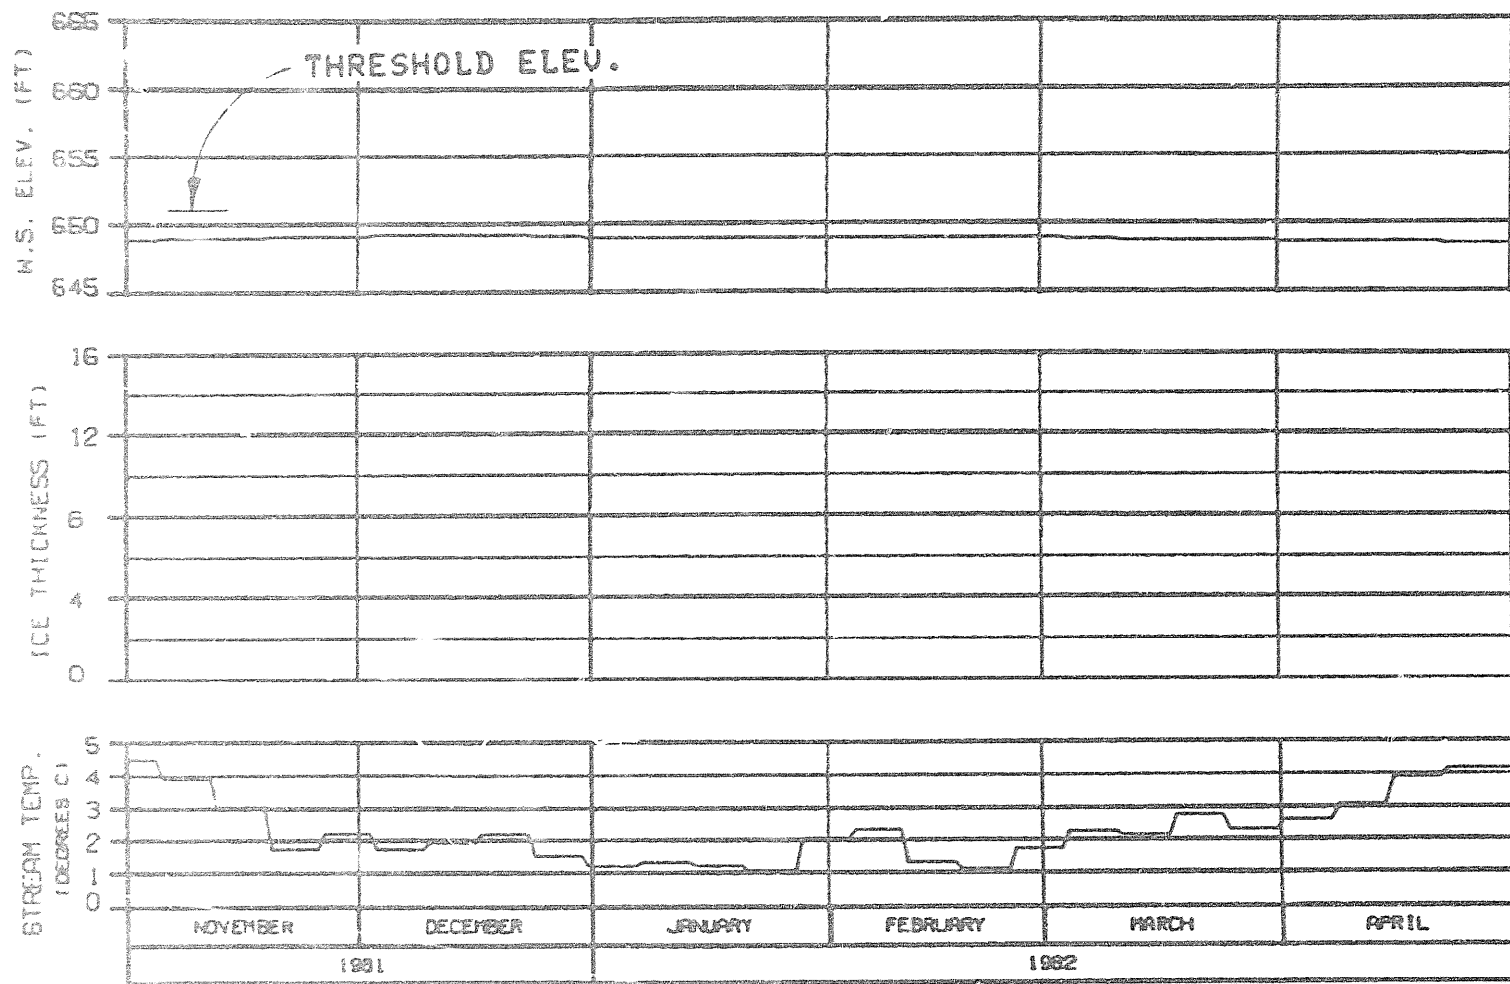 665
THRESHOLD ELEV.
660
655
650
645
W.S. ELEV. (FT)
16
12
8
4
0
ICE THICKNESS (FT)
5
4
3
2
1
0
STREAM TEMP.
(DEGREES C)
NOVEMBER DECEMBER JANUARY FEBRUARY MARCH APRIL
1981 1982